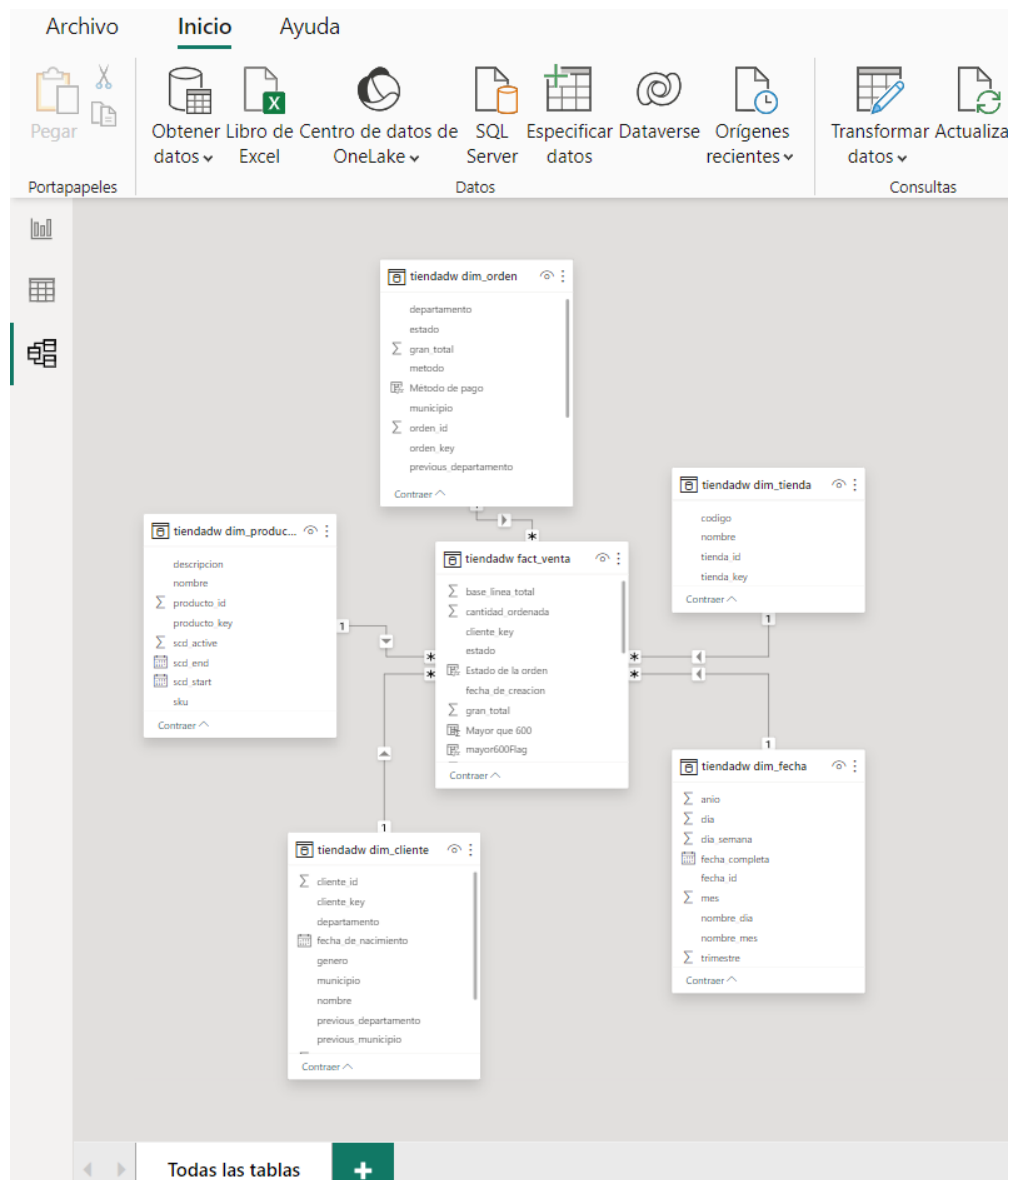 Archivo Inicio Ayuda
Pegar
Obtener datos
Libro de Excel
Centro de datos de OneLake
SQL Server
Especificar datos
Dataverse
Orígenes recientes
Transformar datos
Actualiza
Portapapeles
Datos
Consultas
tiendadw dim_orden
departamento
estado
gran_total
metodo
Método de pago
municipio
orden_id
orden_key
previous_departamento
Contraer
tiendadw dim_tienda
codigo
nombre
tienda_id
tienda_key
Contraer
1
tiendadw dim_produc...
descripcion
nombre
producto_id
producto_key
scd_active
scd_end
scd_start
sku
Contraer
1
*
tiendadw fact_venta
base_linea_total
cantidad_ordenada
cliente_key
estado
Estado de la orden
fecha_de_creacion
gran_total
Mayor que 600
mayor600Flag
Contraer
*
*
*
*
1
tiendadw dim_fecha
anio
dia
dia_semana
fecha_completa
fecha_id
mes
nombre_dia
nombre_mes
trimestre
Contraer
1
tiendadw dim_cliente
cliente_id
cliente_key
departamento
fecha_de_nacimiento
genero
municipio
nombre
previous_departamento
previous_municipio
Contraer
Todas las tablas
+